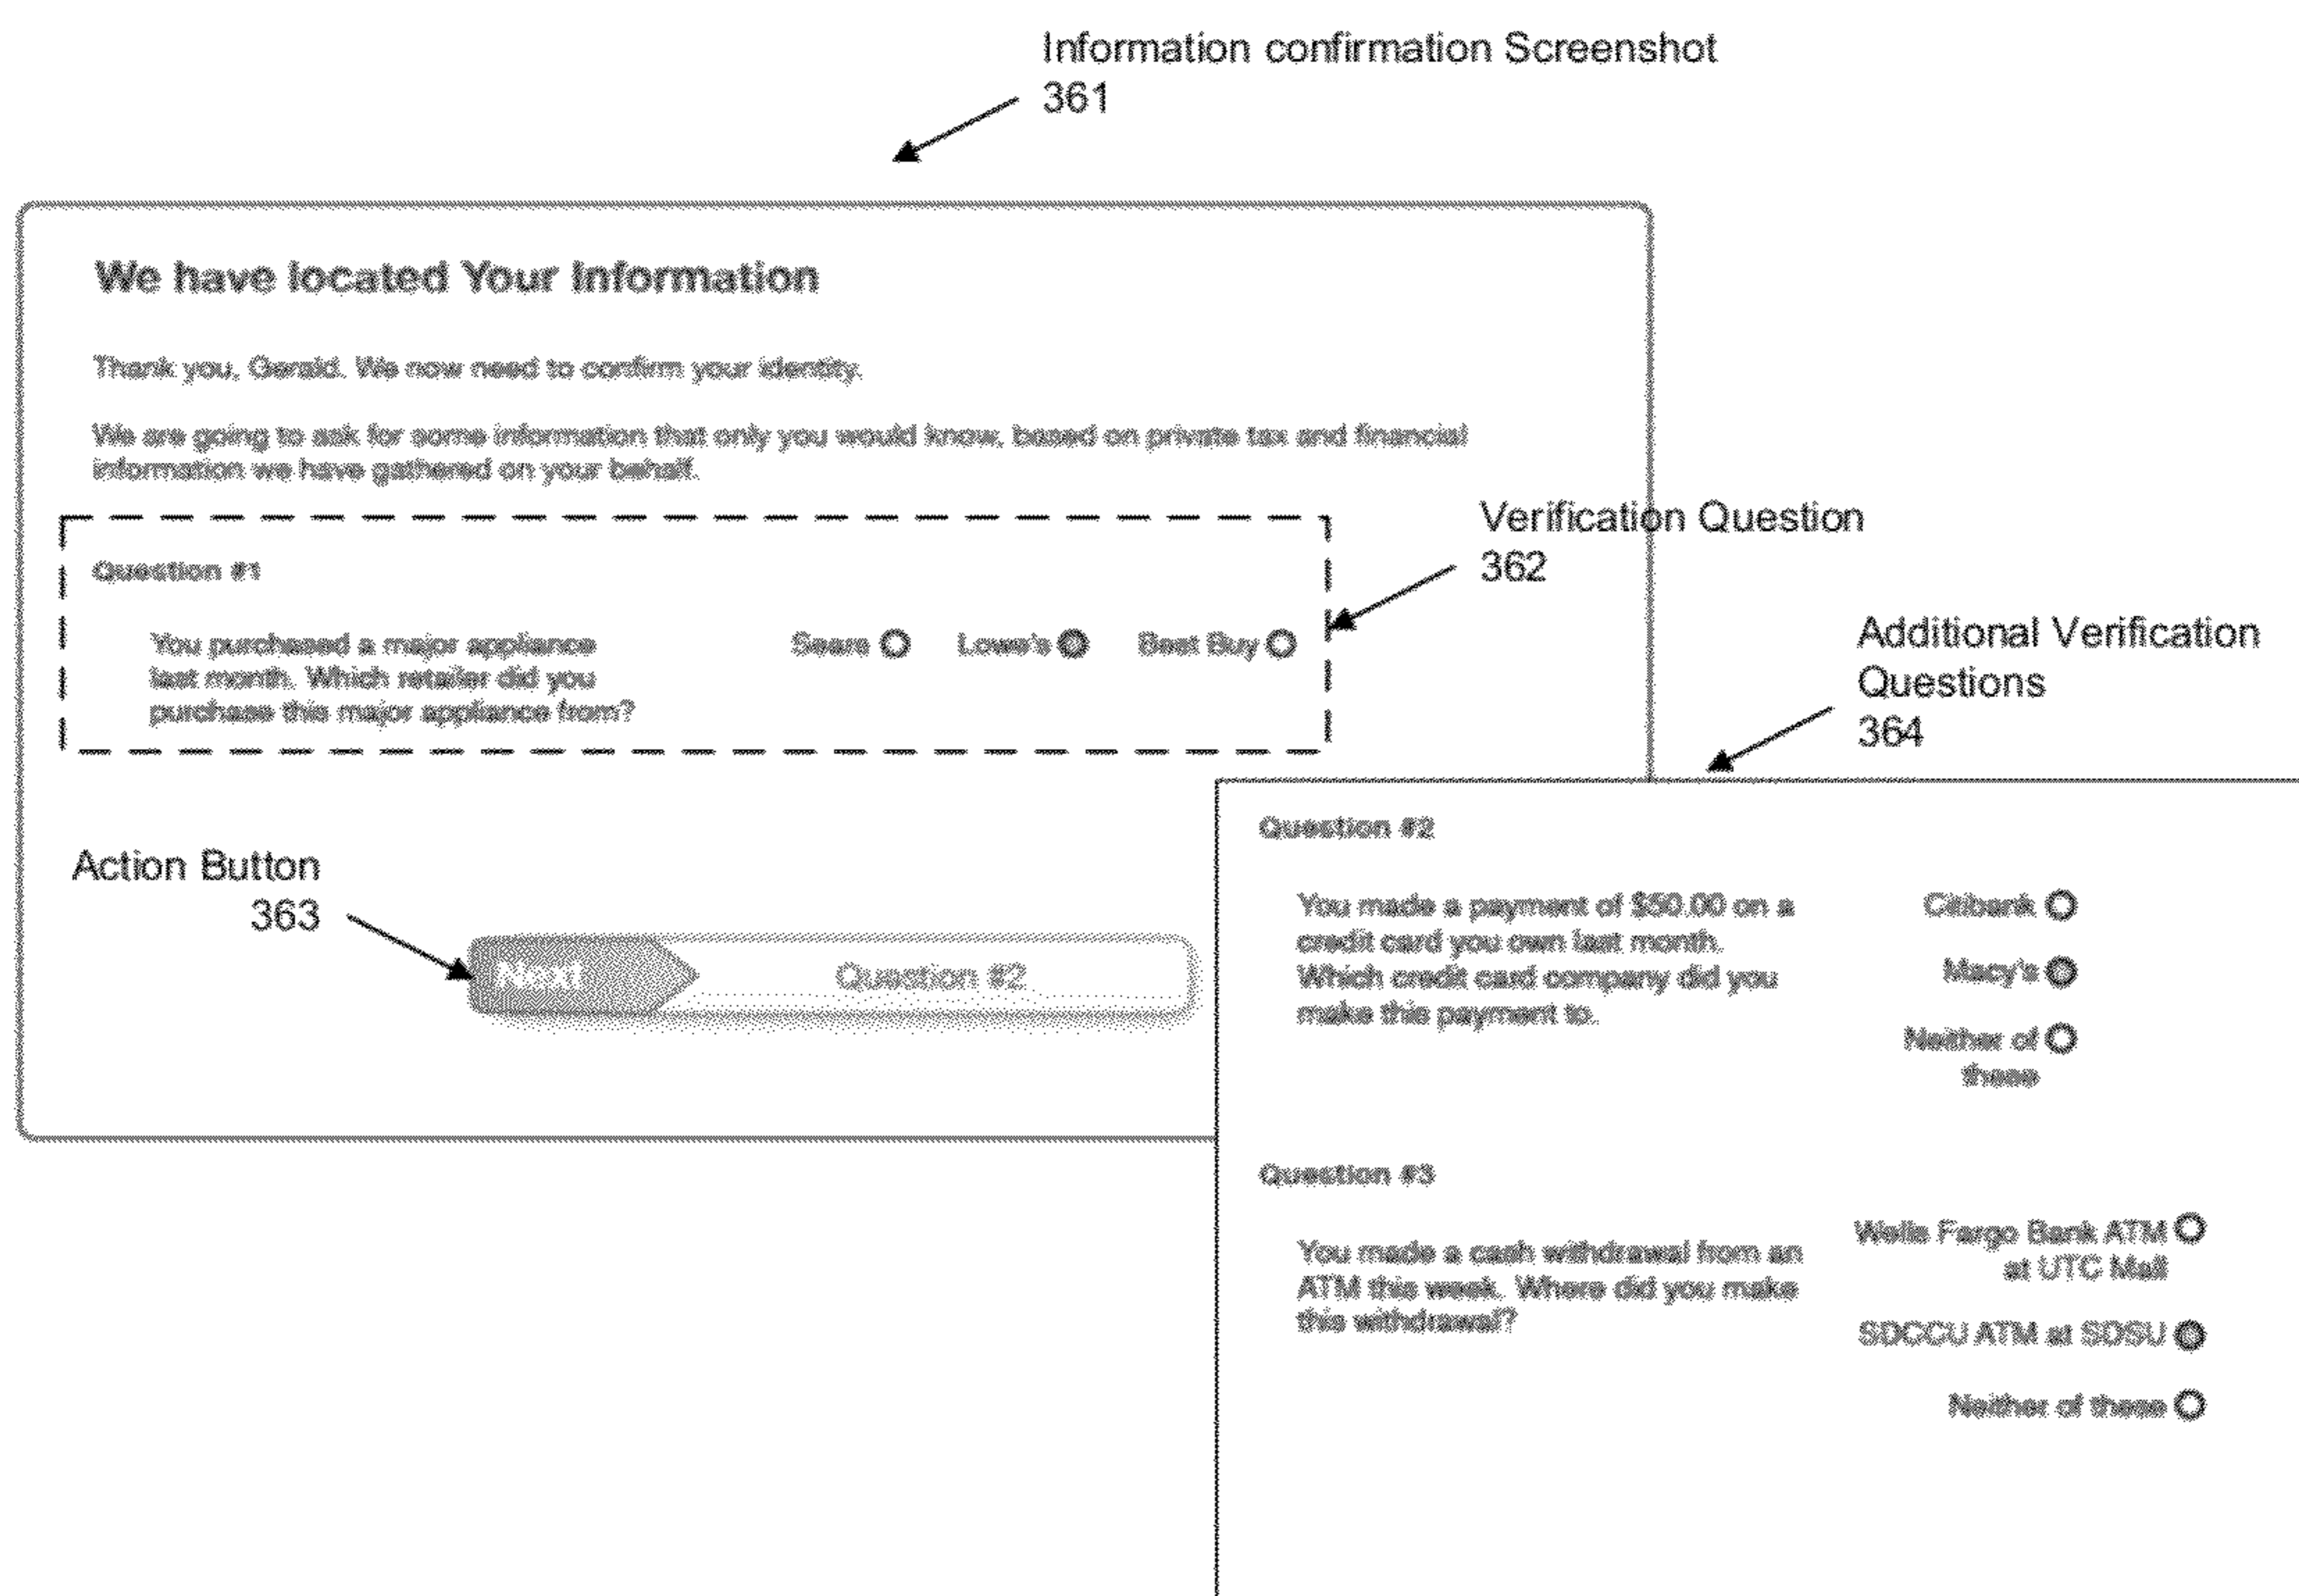 Information confirmation Screenshot
361
We have located Your Information
Thank you, Gerald. We now need to confirm your identity.
We are going to ask for some information that only you would know, based on private tax and financial
information we have gathered on your behalf.
Verification Question
362
Question #1
You purchased a major appliance
last month. Which retailer did you
purchase this major appliance from?
Sears
Lowe's
Best Buy
Additional Verification
Questions
364
Action Button
363
Next
Question #2
Question #2
You made a payment of $50.00 on a
credit card you own last month.
Which credit card company did you
make this payment to.
Citibank
Macy's
Neither of
these
Question #3
You made a cash withdrawal from an
ATM this week. Where did you make
this withdrawal?
Wells Fargo Bank ATM
at UTC Mall
SDCCU ATM at SDSU
Neither of these